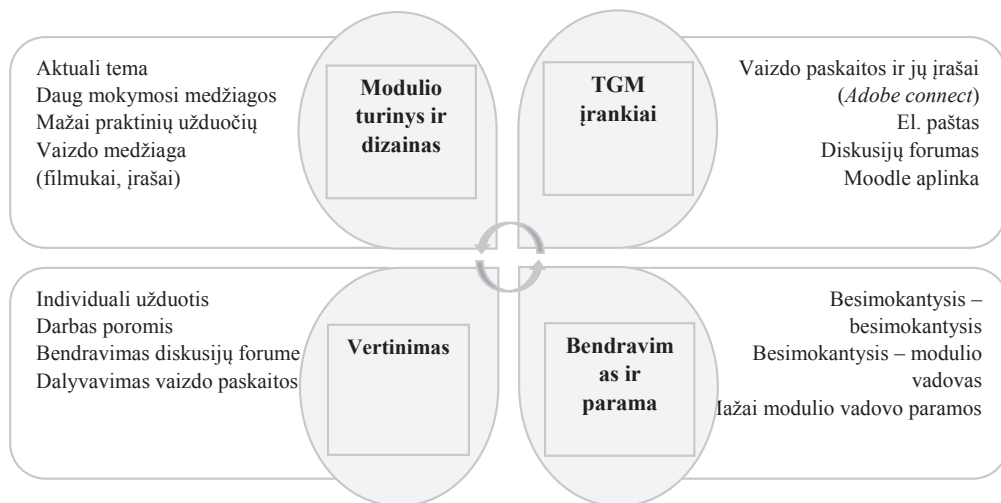 Aktuali tema
Daug mokymosi medžiagos
Mažai praktinių užduočių
Vaizdo medžiaga
(filmukai, įrašai)
Modulio
turinys ir
dizainas
TGM
įrankiai
Vaizdo paskaitos ir jų įrašai
(Adobe connect)
El. paštas
Diskusijų forumas
Moodle aplinka
Individuali užduotis
Darbas poromis
Bendravimas diskusijų forume
Dalyvavimas vaizdo paskaitos
Vertinimas
Bendravim
as ir
parama
Besimokantysis –
besimokantysis
Besimokantysis – modulio
vadovas
modulio vadovo paramos